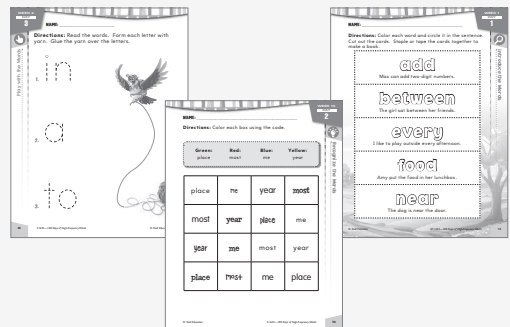 3
NAME:
Directions: Read the words. Form each letter with
yarn. Glue the yarn over the letters.
Play with the Words
1.
in
2.
a
3.
to
2
NAME:
Directions: Color each box using the code.
Recognize the Words
Green: Red: Blue: Yellow:
place most me year
place me year most
most year place me
year me most year
place most me place
1
NAME:
Directions: Color each word and circle it in the sentence.
Cut out the cards. Staple or tape the cards together to
make a book.
Introduce the Words
add
Max can add two-digit numbers.
between
The girl sat between her friends.
every
I like to play outside every afternoon.
food
Amy put the food in her lunchbox.
near
The dog is near the door.